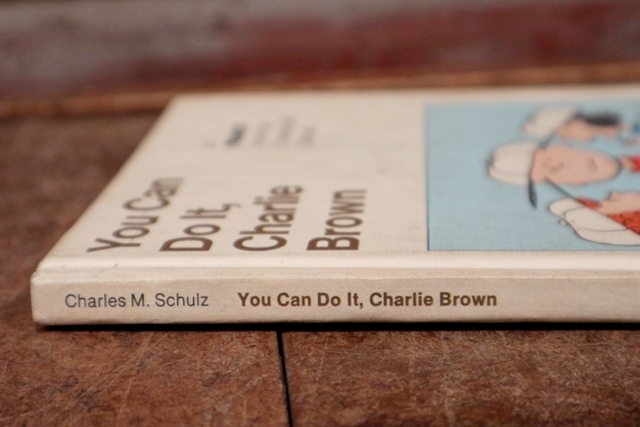 You Can
Do It,
Charlie
Brown
Charles M. Schulz You Can Do It, Charlie Brown